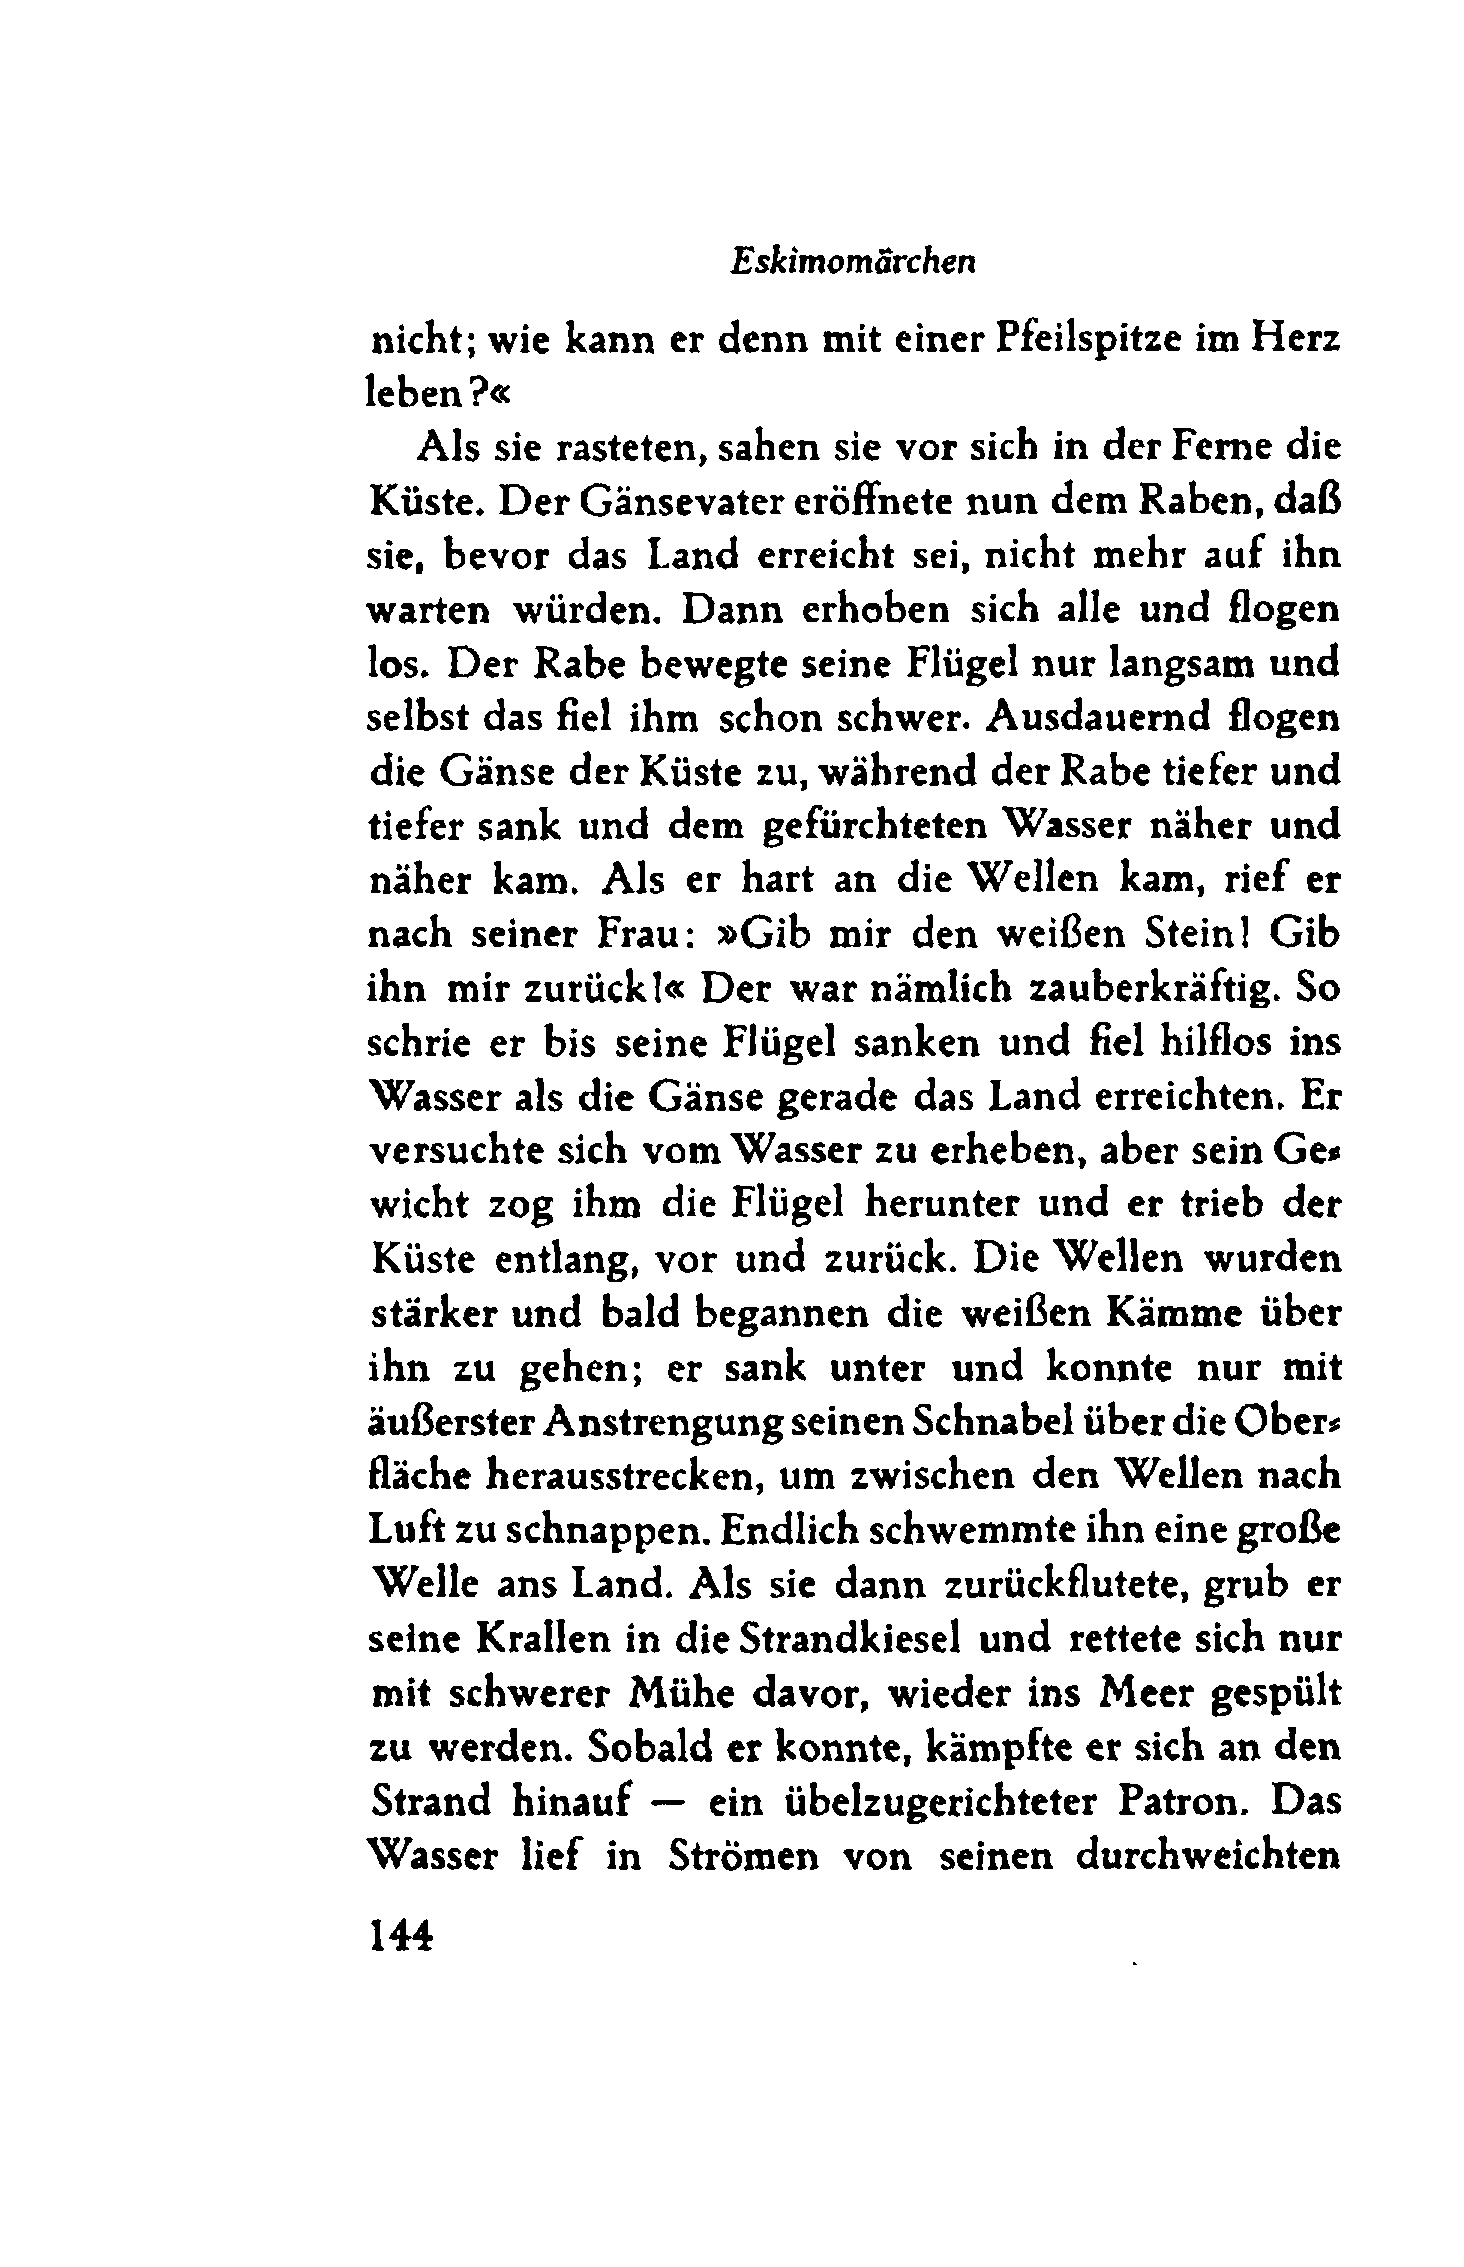 Eskimomärchen
nicht; wie kann er denn mit einer Pfeilspitze im Herz
leben?«
Als sie rasteten, sahen sie vor sich in der Ferne die
Küste. Der Gänsevater eröffnete nun dem Raben, daß
sie, bevor das Land erreicht sei, nicht mehr auf ihn
warten würden. Dann erhoben sich alle und flogen
los. Der Rabe bewegte seine Flügel nur langsam und
selbst das fiel ihm schon schwer. Ausdauernd flogen
die Gänse der Küste zu, während der Rabe tiefer und
tiefer sank und dem gefürchteten Wasser näher und
näher kam. Als er hart an die Wellen kam, rief er
nach seiner Frau: »Gib mir den weißen Stein! Gib
ihn mir zurück!« Der war nämlich zauberkräftig. So
schrie er bis seine Flügel sanken und fiel hilflos ins
Wasser als die Gänse gerade das Land erreichten. Er
versuchte sich vom Wasser zu erheben, aber sein Ge-
wicht zog ihm die Flügel herunter und er trieb der
Küste entlang, vor und zurück. Die Wellen wurden
stärker und bald begannen die weißen Kämme über
ihn zu gehen; er sank unter und konnte nur mit
äußerster Anstrengung seinen Schnabel über die Ober-
fläche herausstrecken, um zwischen den Wellen nach
Luft zu schnappen. Endlich schwemmte ihn eine große
Welle ans Land. Als sie dann zurückflutete, grub er
seine Krallen in die Strandkiesel und rettete sich nur
mit schwerer Mühe davor, wieder ins Meer gespült
zu werden. Sobald er konnte, kämpfte er sich an den
Strand hinauf — ein übelzugerichteter Patron. Das
Wasser lief in Strömen von seinen durchweichten
144